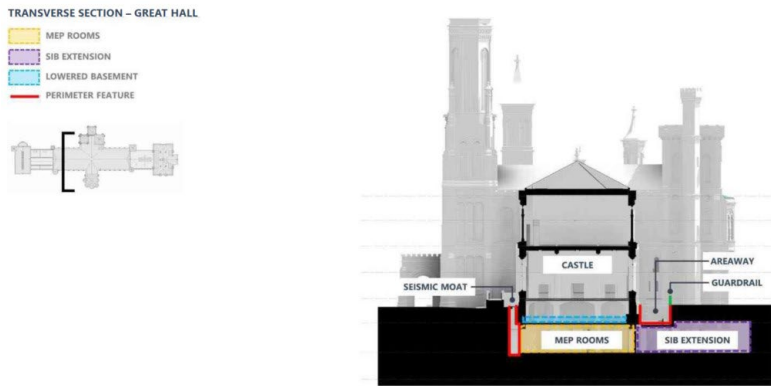 TRANSVERSE SECTION – GREAT HALL
MEP ROOMS
SIB EXTENSION
LOWERED BASEMENT
PERIMETER FEATURE
CASTLE
AREAWAY
SEISMIC MOAT
GUARDRAIL
MEP ROOMS
SIB EXTENSION